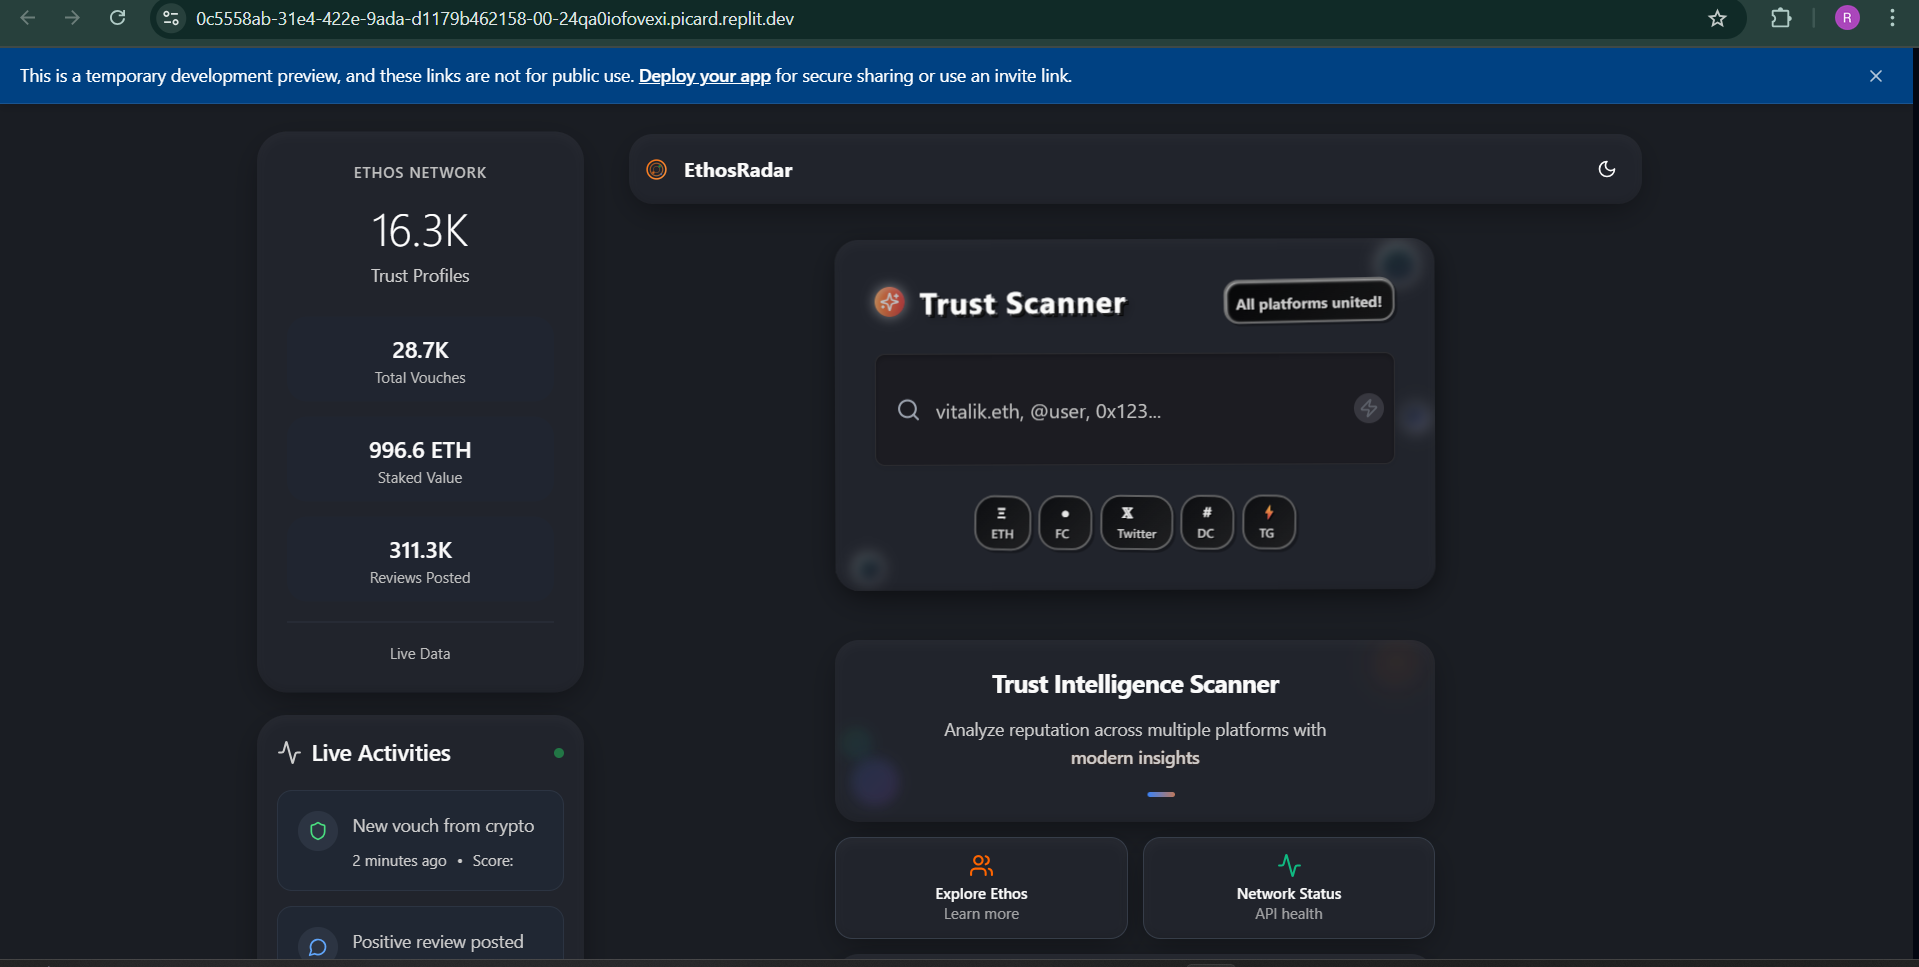 0c5558ab-31e4-422e-9ada-d1179b462158-00-24qa0iofovexi.picard.replit.dev
R
This is a temporary development preview, and these links are not for public use. Deploy your app for secure sharing or use an invite link.
ETHOS NETWORK
16.3K
Trust Profiles
28.7K
Total Vouches
996.6 ETH
Staked Value
311.3K
Reviews Posted
Live Data
Live Activities
New vouch from crypto
2 minutes ago • Score:
Positive review posted
EthosRadar
Trust Scanner
All platforms united!
vitalik.eth, @user, 0x123...
Ξ
ETH
●
FC
𝕏
Twitter
#
DC
TG
Trust Intelligence Scanner
Analyze reputation across multiple platforms with
modern insights
Explore Ethos
Learn more
Network Status
API health